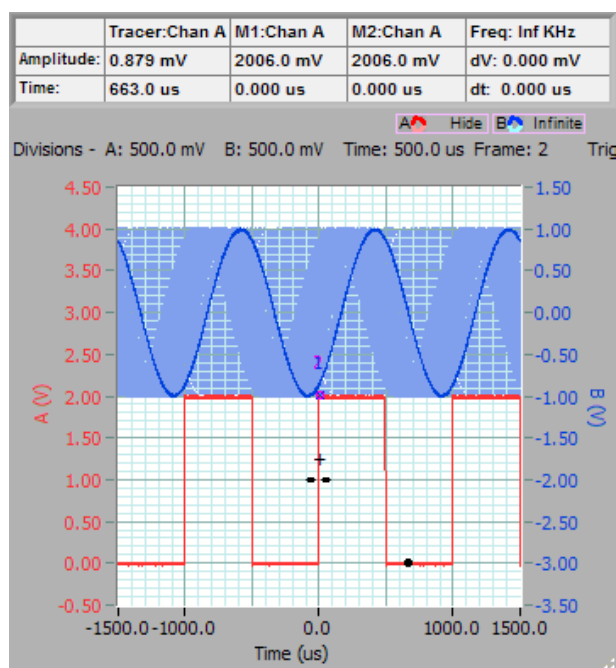 Tracer:Chan A M1:Chan A M2:Chan A Freq: Inf KHz
Amplitude: 0.879 mV 2006.0 mV 2006.0 mV dV: 0.000 mV
Time: 663.0 us 0.000 us 0.000 us dt: 0.000 us
A Hide B Infinite
Divisions - A: 500.0 mV B: 500.0 mV Time: 500.0 us Frame: 2 Trig
4.50 1.50
4.00 1.00
3.50 0.50
3.00 0.00
2.50 1 -0.50
2.00 -1.00
1.50 -1.50
1.00 -2.00
0.50 -2.50
0.00 -3.00
-0.50 -3.50
A (V)
B (V)
-1500.0 -1000.0 0.0 1000.0 1500.0
Time (us)